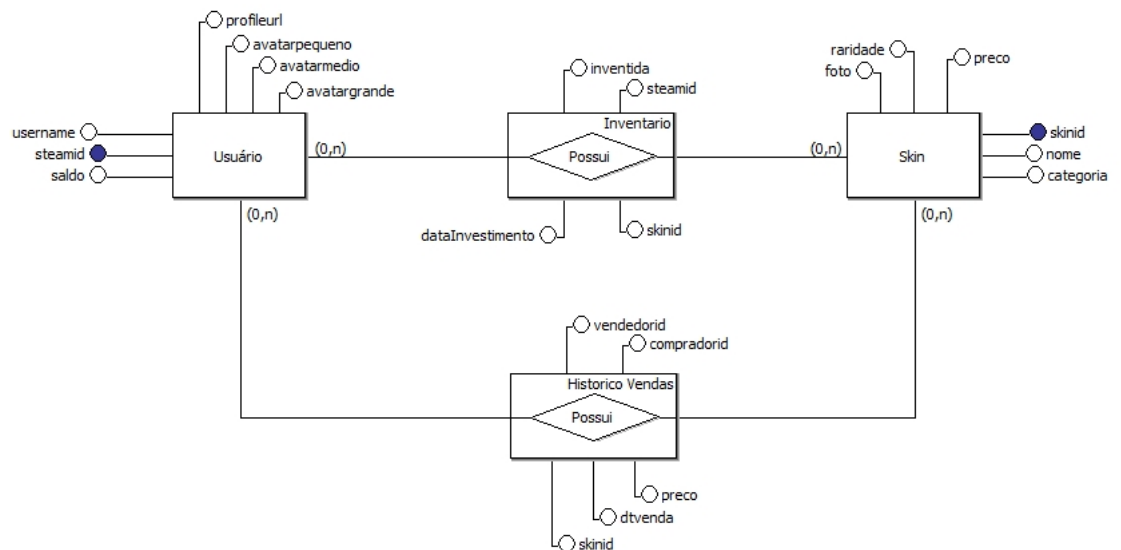 profileurl
avatarpequeno
avatarmedio
avatargrande
username
steamid
saldo
Usuário
(0,n)
(0,n)
inventida
steamid
Inventario
Possui
dataInvestimento
skinid
raridade
foto
preco
(0,n)
Skin
skinid
nome
categoria
(0,n)
vendedorid
compradorid
Historico Vendas
Possui
preco
dtvenda
skinid